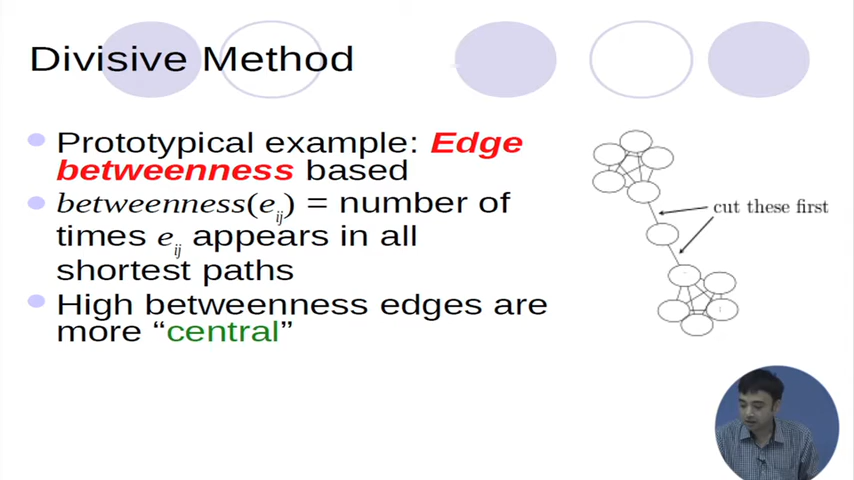 Divisive Method
Prototypical example: Edge
betweenness based
betweenness(eij) = number of
times eij appears in all
shortest paths
High betweenness edges are
more “central”
cut these first